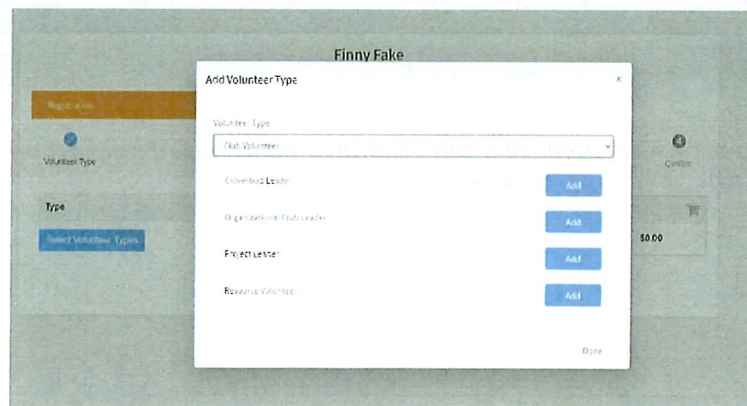 Finny Fake
Add Volunteer Type
×
Registration
Volunteer Type
Club Volunteer
Volunteer Type
4
Confirm
Cloverbud Leader
Add
Type
Organizational Club Leader
Add
Select Volunteer Types
$0.00
Project Leader
Add
Resource Volunteer
Add
Done